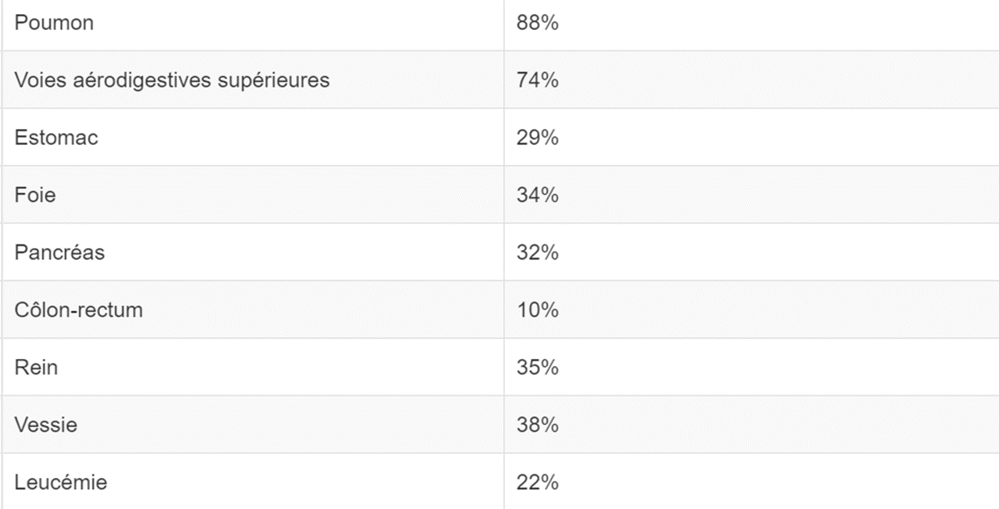 Poumon 88%
Voies aérodigestives supérieures 74%
Estomac 29%
Foie 34%
Pancréas 32%
Côlon-rectum 10%
Rein 35%
Vessie 38%
Leucémie 22%